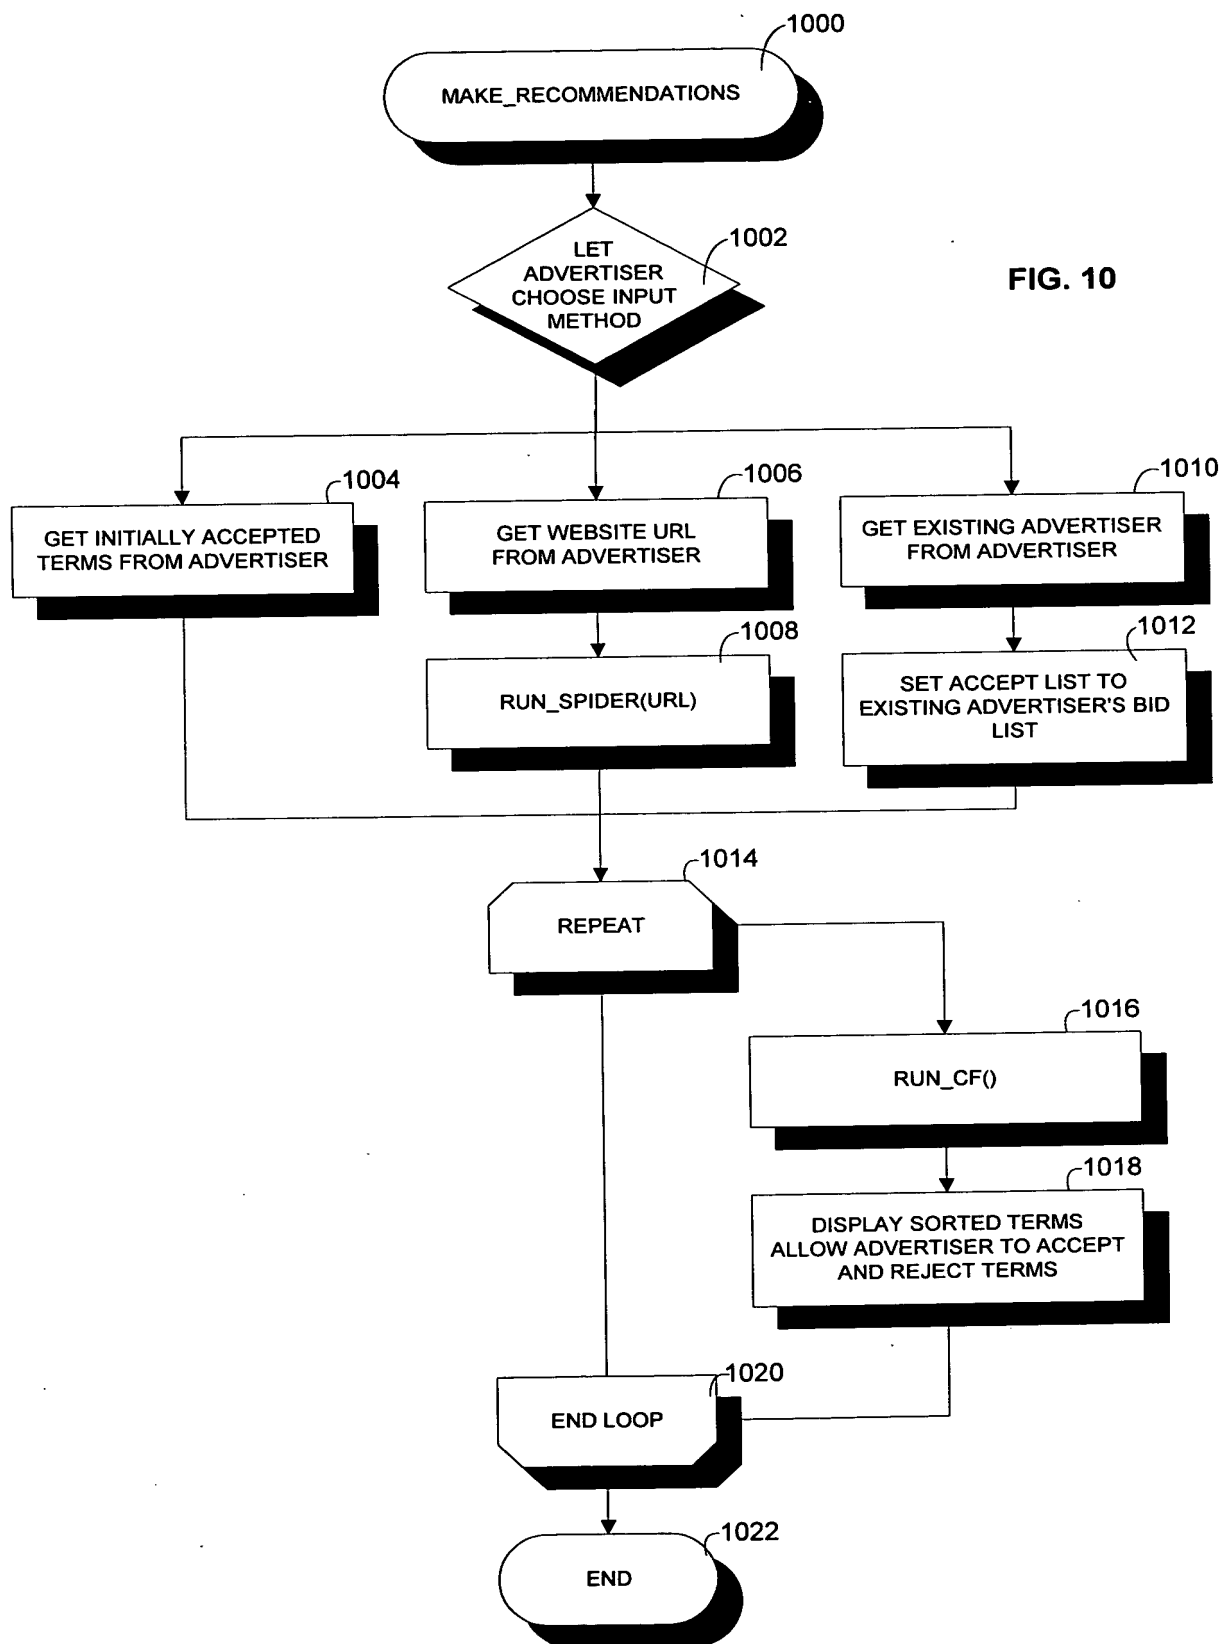 1000
MAKE_RECOMMENDATIONS
1002
LET
ADVERTISER
CHOOSE INPUT
METHOD
FIG. 10
1004
GET INITIALLY ACCEPTED
TERMS FROM ADVERTISER
1006
GET WEBSITE URL
FROM ADVERTISER
1010
GET EXISTING ADVERTISER
FROM ADVERTISER
1008
RUN_SPIDER(URL)
1012
SET ACCEPT LIST TO
EXISTING ADVERTISER'S BID
LIST
1014
REPEAT
1016
RUN_CF()
1018
DISPLAY SORTED TERMS
ALLOW ADVERTISER TO ACCEPT
AND REJECT TERMS
1020
END LOOP
1022
END